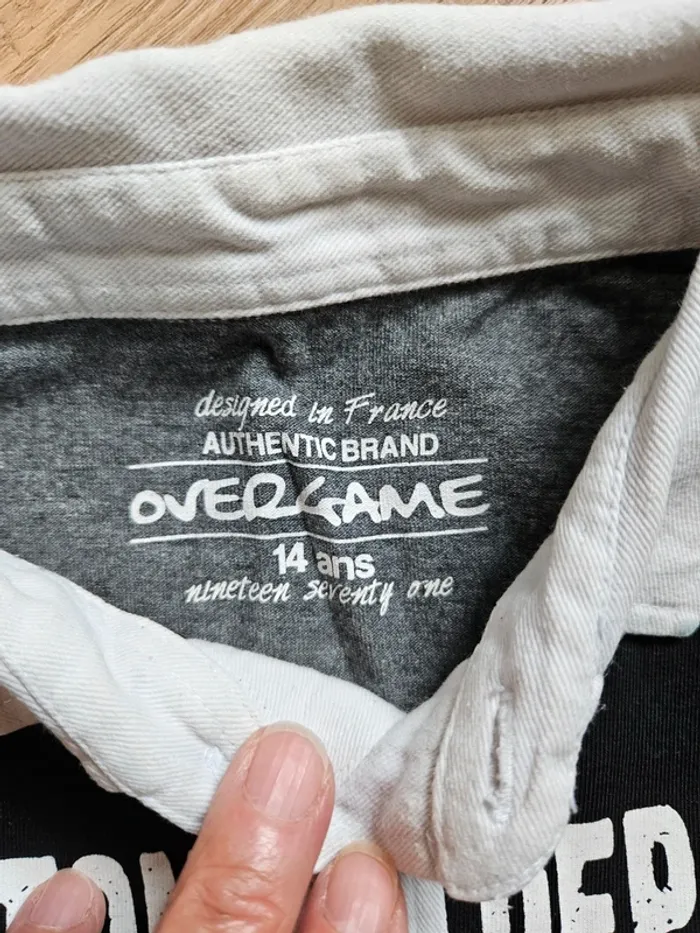 designed in France
AUTHENTIC BRAND
OVERGAME
14 ans
nineteen seventy one